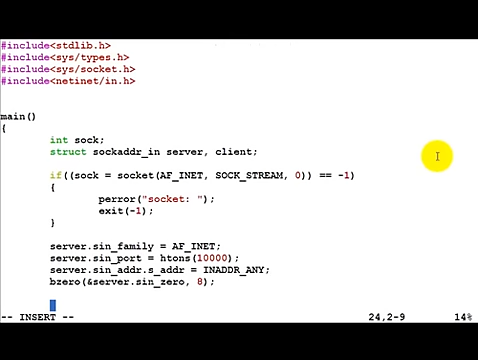 #include<stdlib.h>
#include<sys/types.h>
#include<sys/socket.h>
#include<netinet/in.h>
main()
{
int sock;
struct sockaddr_in server, client;
if((sock = socket(AF_INET, SOCK_STREAM, 0)) == -1)
{
perror("socket: ");
exit(-1);
}
server.sin_family = AF_INET;
server.sin_port = htons(10000);
server.sin_addr.s_addr = INADDR_ANY;
bzero(&server.sin_zero, 8);
-- INSERT -- 24,2-9 14%